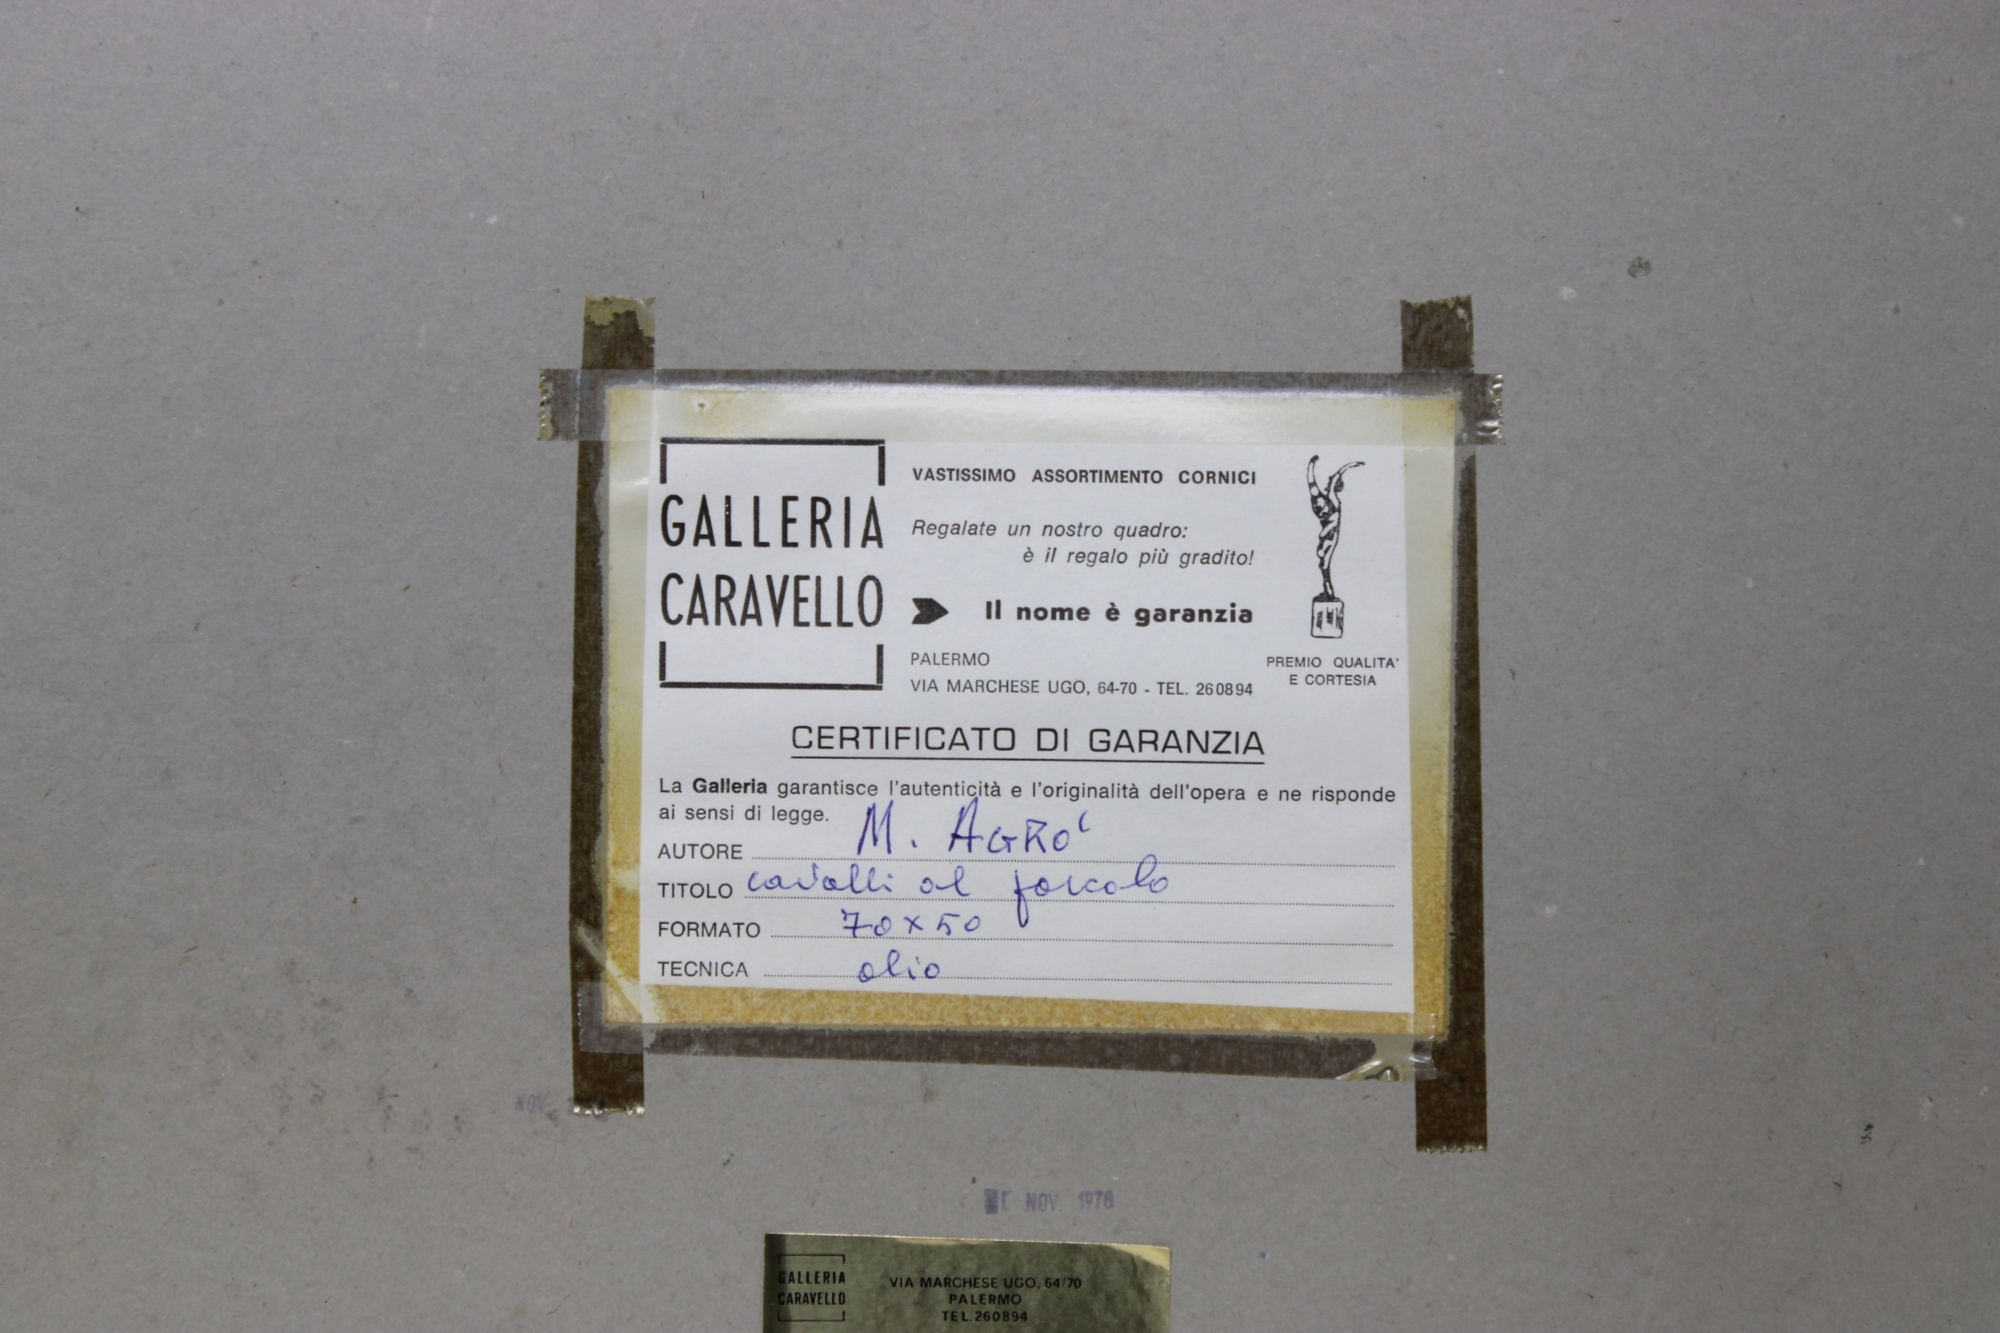 GALLERIA
CARAVELLO
VASTISSIMO ASSORTIMENTO CORNICI
Regalate un nostro quadro:
è il regalo più gradito!
Il nome è garanzia
PALERMO
VIA MARCHESE UGO, 64-70 - TEL. 260894
PREMIO QUALITA'
E CORTESIA
CERTIFICATO DI GARANZIA
La Galleria garantisce l'autenticità e l'originalità dell'opera e ne risponde
ai sensi di legge.
AUTORE M. AGRO'
TITOLO cavalli al
FORMATO 70x50
TECNICA olio
NOV.
NOV. 1978
GALLERIA
CARAVELLO
VIA MARCHESE UGO, 64/70
PALERMO
TEL.260894